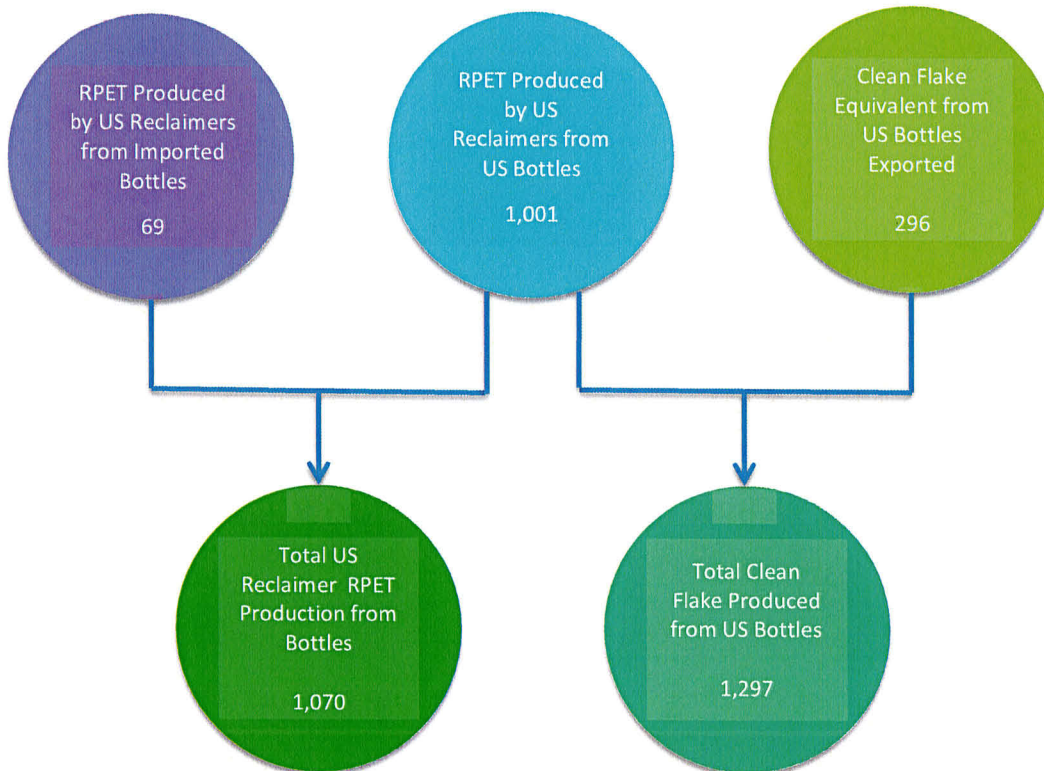 RPET Produced
by US Reclaimers
from Imported
Bottles
69
RPET Produced
by US
Reclaimers from
US Bottles
1,001
Clean Flake
Equivalent from
US Bottles
Exported
296
Total US
Reclaimer RPET
Production from
Bottles
1,070
Total Clean
Flake Produced
from US Bottles
1,297